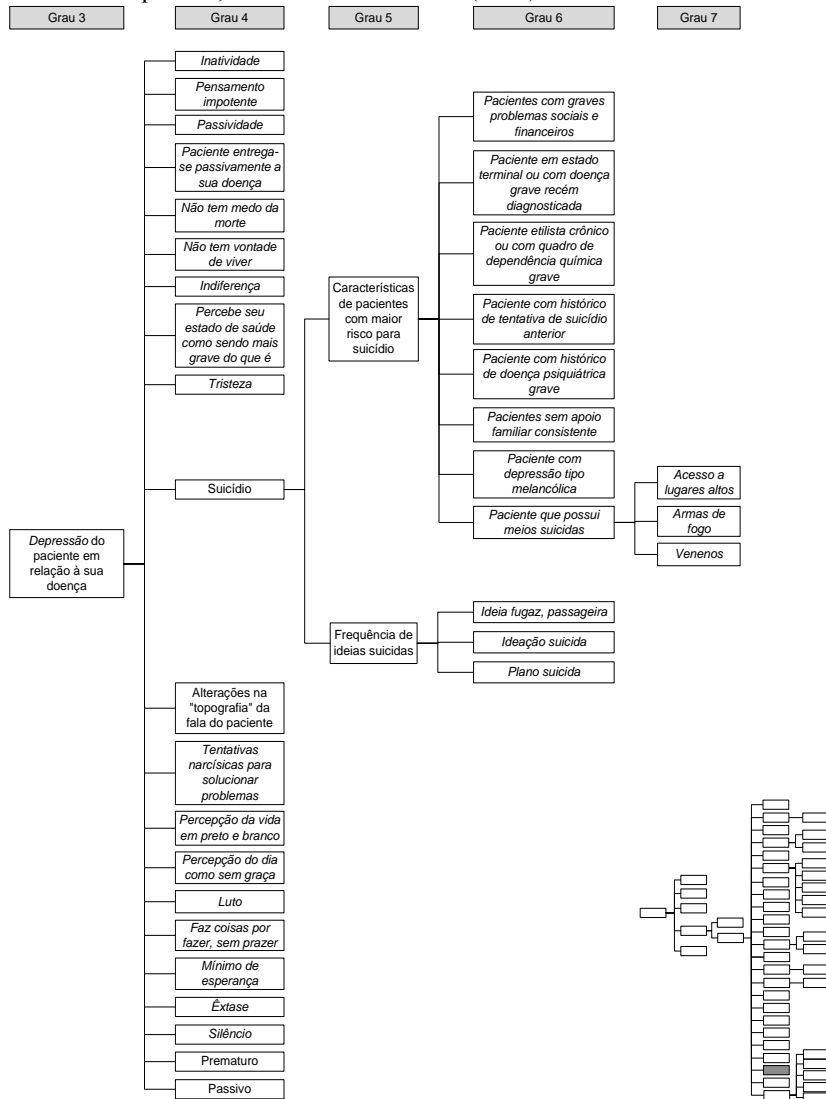 Grau 3
Grau 4
Grau 5
Grau 6
Grau 7
Inatividade
Pensamento
impotente
Passividade
Paciente entrega-
se passivamente a
sua doença
Não tem medo da
morte
Não tem vontade
de viver
Indiferença
Percebe seu
estado de saúde
como sendo mais
grave do que é
Tristeza
Suicídio
Depressão do
paciente em
relação à sua
doença
Alterações na
"topografia" da
fala do paciente
Tentativas
narcísicas para
solucionar
problemas
Percepção da vida
em preto e branco
Percepção do dia
como sem graça
Luto
Faz coisas por
fazer, sem prazer
Mínimo de
esperança
Êxtase
Silêncio
Prematuro
Passivo
Características
de pacientes
com maior
risco para
suicídio
Frequência de
ideias suicidas
Pacientes com graves
problemas sociais e
financeiros
Paciente em estado
terminal ou com doença
grave recém
diagnosticada
Paciente etilista crônico
ou com quadro de
dependência química
grave
Paciente com histórico
de tentativa de suicídio
anterior
Paciente com histórico
de doença psiquiátrica
grave
Pacientes sem apoio
familiar consistente
Paciente com
depressão tipo
melancólica
Paciente que possui
meios suicidas
Ideia fugaz, passageira
Ideação suicida
Plano suicida
Acesso a
lugares altos
Armas de
fogo
Venenos